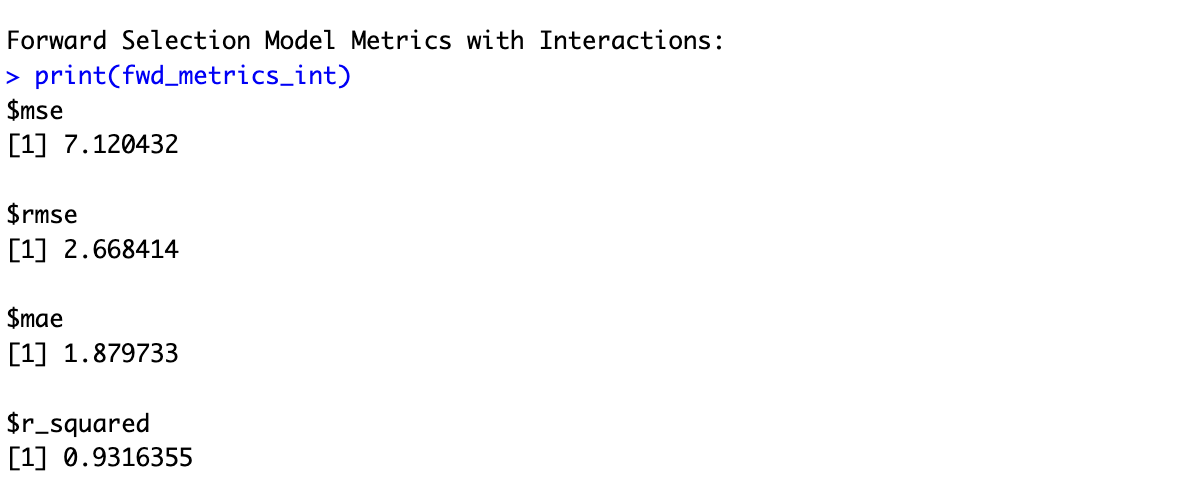 Forward Selection Model Metrics with Interactions:
> print(fwd_metrics_int)
$mse
[1] 7.120432
$rmse
[1] 2.668414
$mae
[1] 1.879733
$r_squared
[1] 0.9316355